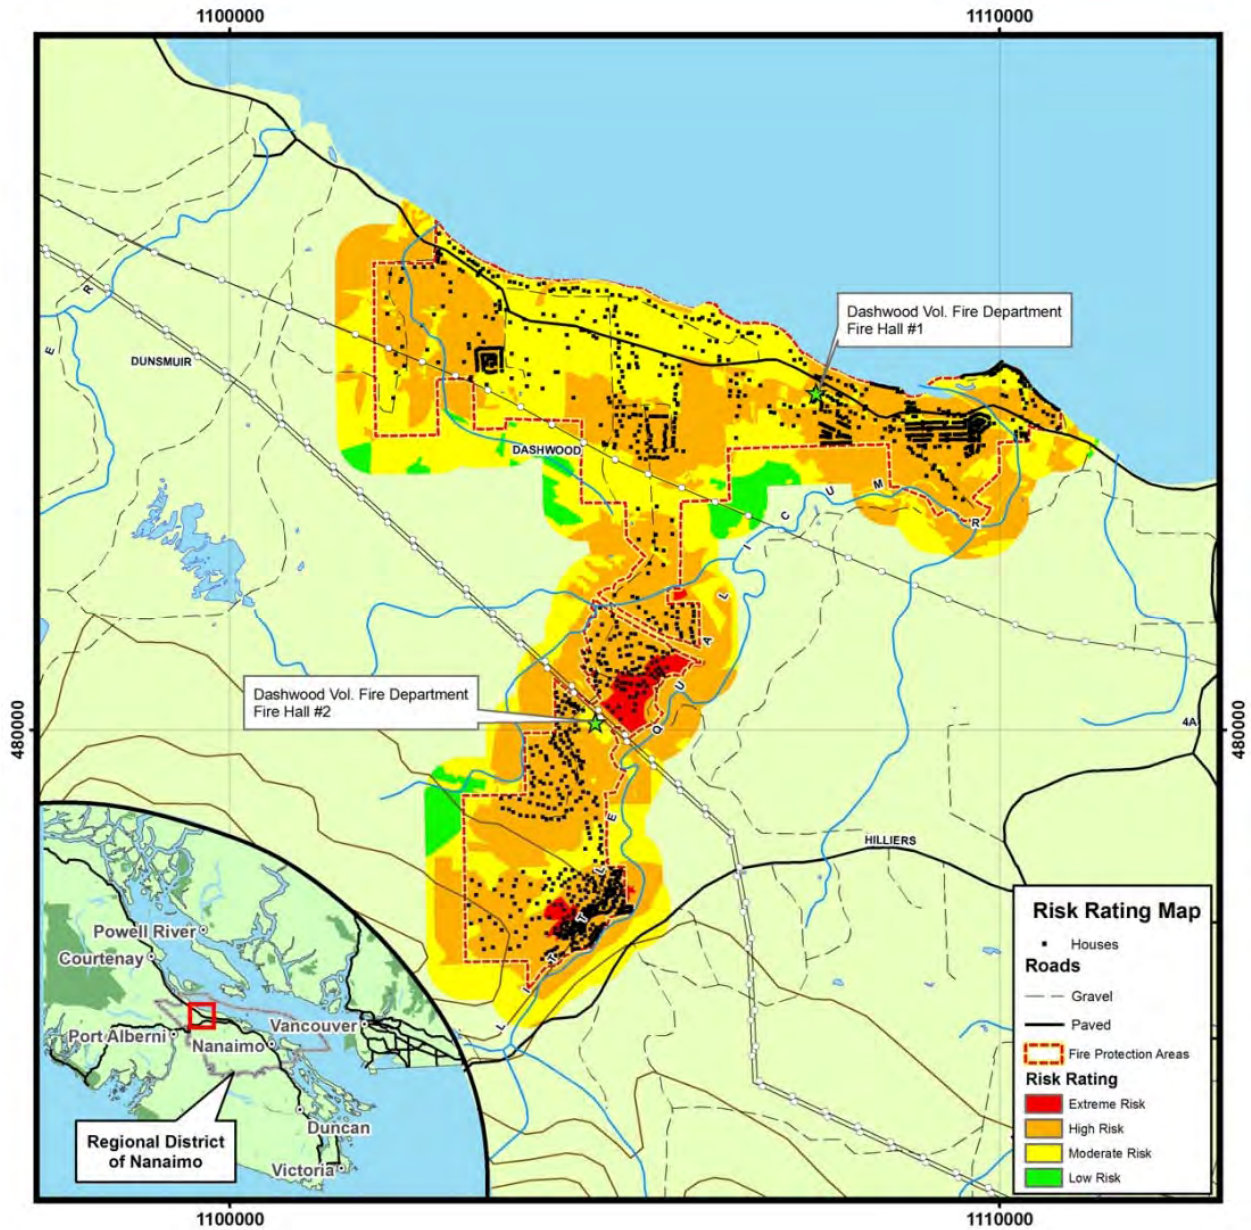 1100000
1110000
Dashwood Vol. Fire Department
Fire Hall #1
R
E
DUNSMUIR
DASHWOOD
L I T T L E
Q U A L I C U M
R
Dashwood Vol. Fire Department
Fire Hall #2
480000
480000
4A
HILLIERS
Powell River
Courtenay
Port Alberni
Vancouver
Nanaimo
Duncan
Victoria
Regional District
of Nanaimo
Risk Rating Map
Houses
Roads
Gravel
Paved
Fire Protection Areas
Risk Rating
Extreme Risk
High Risk
Moderate Risk
Low Risk
1100000
1110000